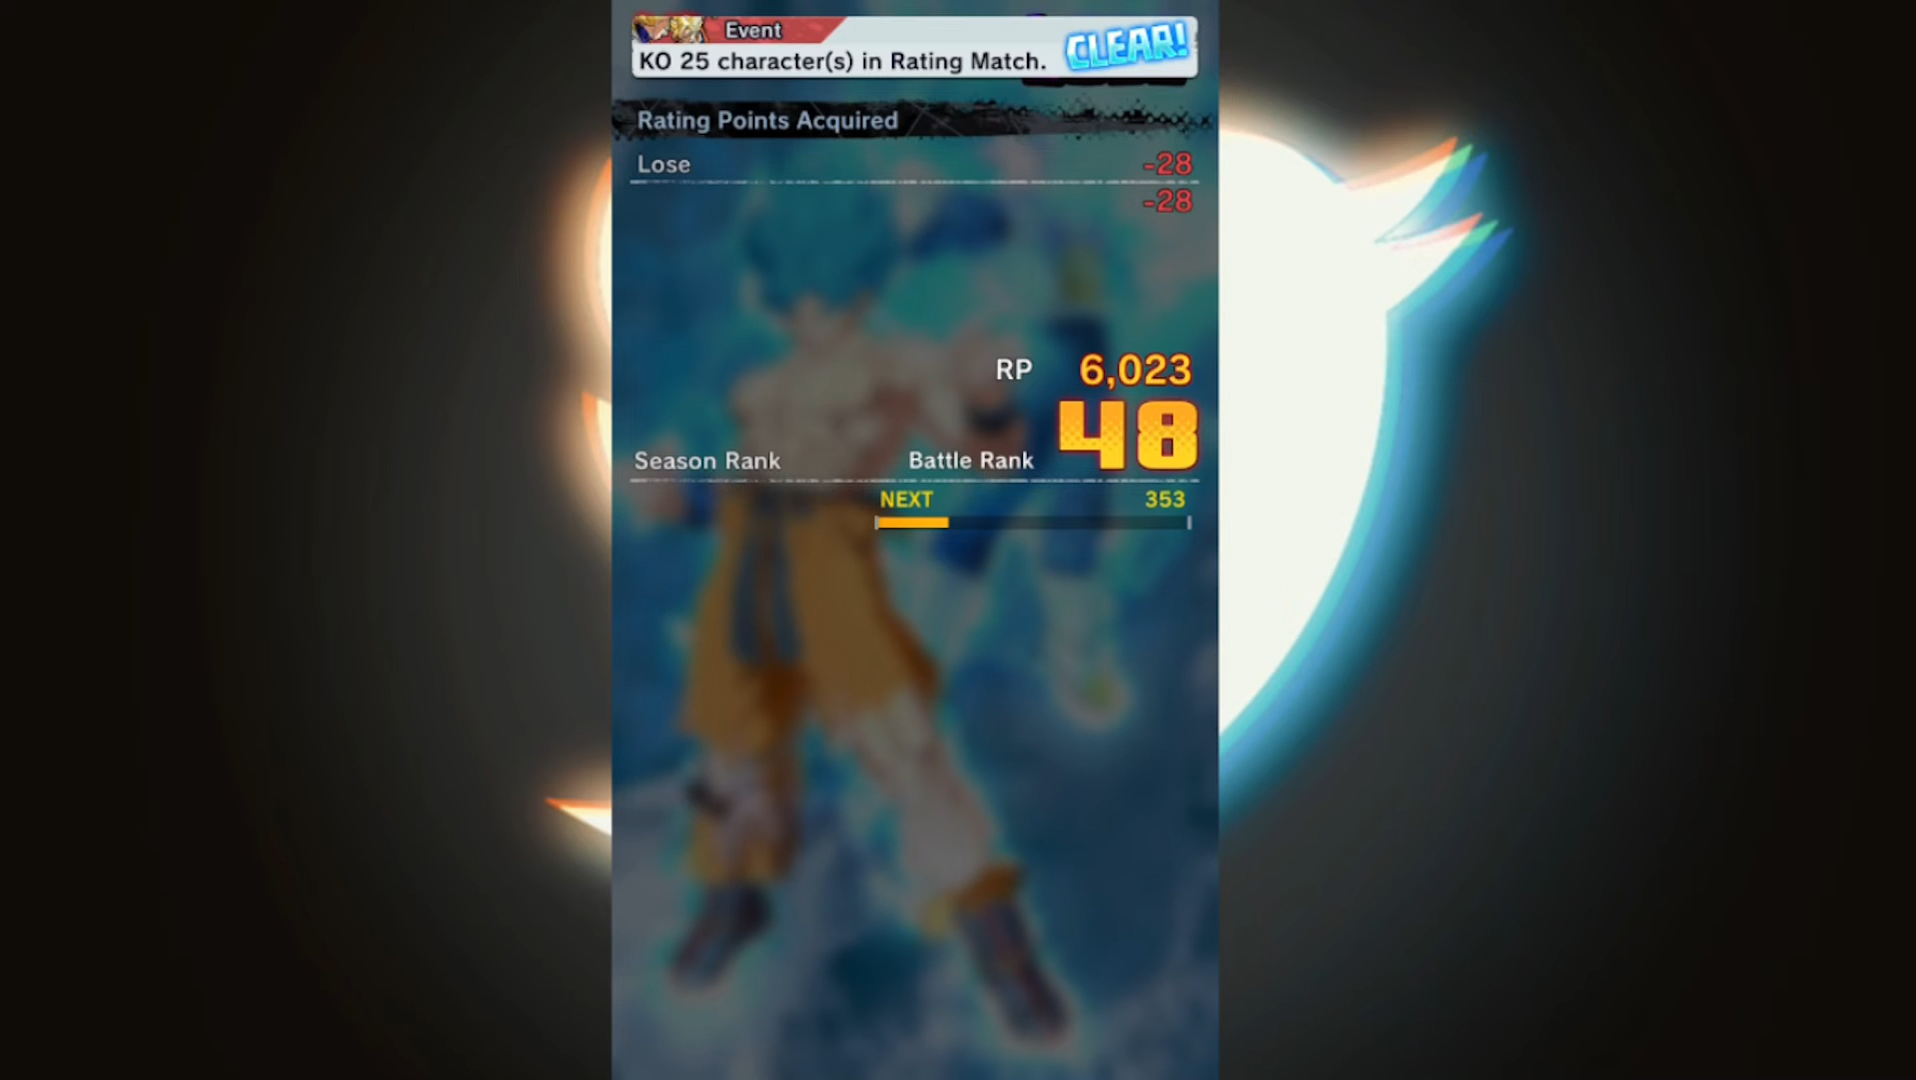 Event
KO 25 character(s) in Rating Match.
CLEAR!
Rating Points Acquired
Lose -28
-28
RP 6,023
Season Rank Battle Rank 48
NEXT 353